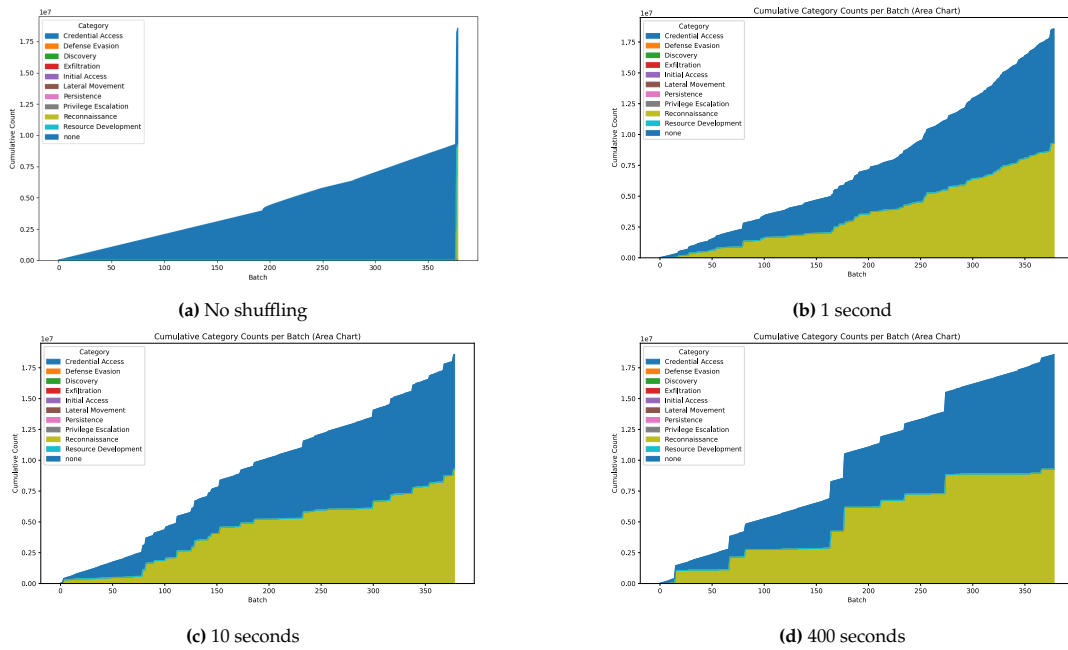 1e7
Category
Credential Access
Defense Evasion
Discovery
Exfiltration
Initial Access
Lateral Movement
Persistence
Privilege Escalation
Reconnaissance
Resource Development
none
Cumulative Count
17.5
15.0
12.5
1.00
0.75
0.50
0.25
0.00
0 50 100 150 200 250 300 350
Batch
(a) No shuffling
Cumulative Category Counts per Batch (Area Chart)
1e7
Category
Credential Access
Defense Evasion
Discovery
Exfiltration
Initial Access
Lateral Movement
Persistence
Privilege Escalation
Reconnaissance
Resource Development
none
Cumulative Count
1.75
1.50
1.25
1.00
0.75
0.50
0.25
0.00
0 50 100 150 200 250 300 350
Batch
(b) 1 second
Cumulative Category Counts per Batch (Area Chart)
1e7
Category
Credential Access
Defense Evasion
Discovery
Exfiltration
Initial Access
Lateral Movement
Persistence
Privilege Escalation
Reconnaissance
Resource Development
none
Cumulative Count
1.75
1.50
1.25
1.00
0.75
0.50
0.25
0.00
0 50 100 150 200 250 300 350
Batch
(c) 10 seconds
Cumulative Category Counts per Batch (Area Chart)
1e7
Category
Credential Access
Defense Evasion
Discovery
Exfiltration
Initial Access
Lateral Movement
Persistence
Privilege Escalation
Reconnaissance
Resource Development
none
Cumulative Count
1.75
1.50
1.25
1.00
0.75
0.50
0.25
0.00
0 50 100 150 200 250 300 350
Batch
(d) 400 seconds